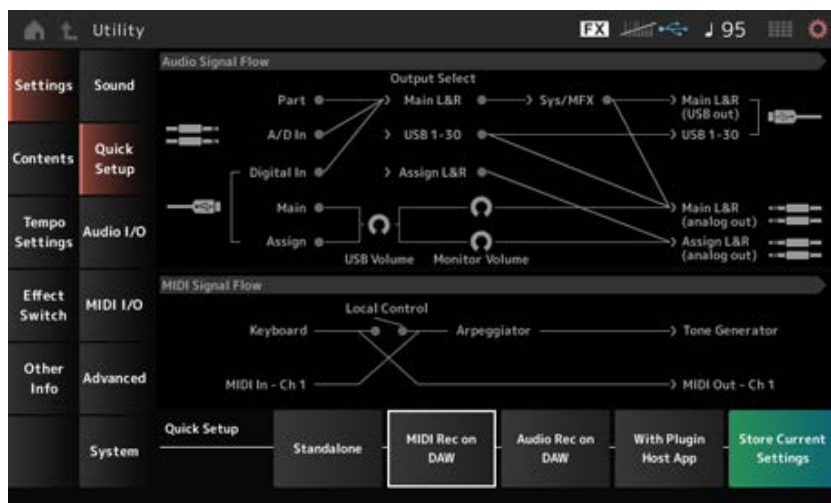 Utility
FX
♩ 95
Settings
Sound
Contents
Quick
Setup
Tempo
Settings
Audio I/O
Effect
Switch
MIDI I/O
Other
Info
Advanced
System
Audio Signal Flow
Output Select
Part
Main L&R
Sys/MFX
Main L&R
(USB out)
A/D In
USB 1-30
USB 1-30
Digital In
Assign L&R
Main
Main L&R
(analog out)
Assign
Assign L&R
(analog out)
USB Volume
Monitor Volume
MIDI Signal Flow
Local Control
Keyboard
Arpeggiator
Tone Generator
MIDI In - Ch 1
MIDI Out - Ch 1
Quick Setup
Standalone
MIDI Rec on
DAW
Audio Rec on
DAW
With Plugin
Host App
Store Current
Settings